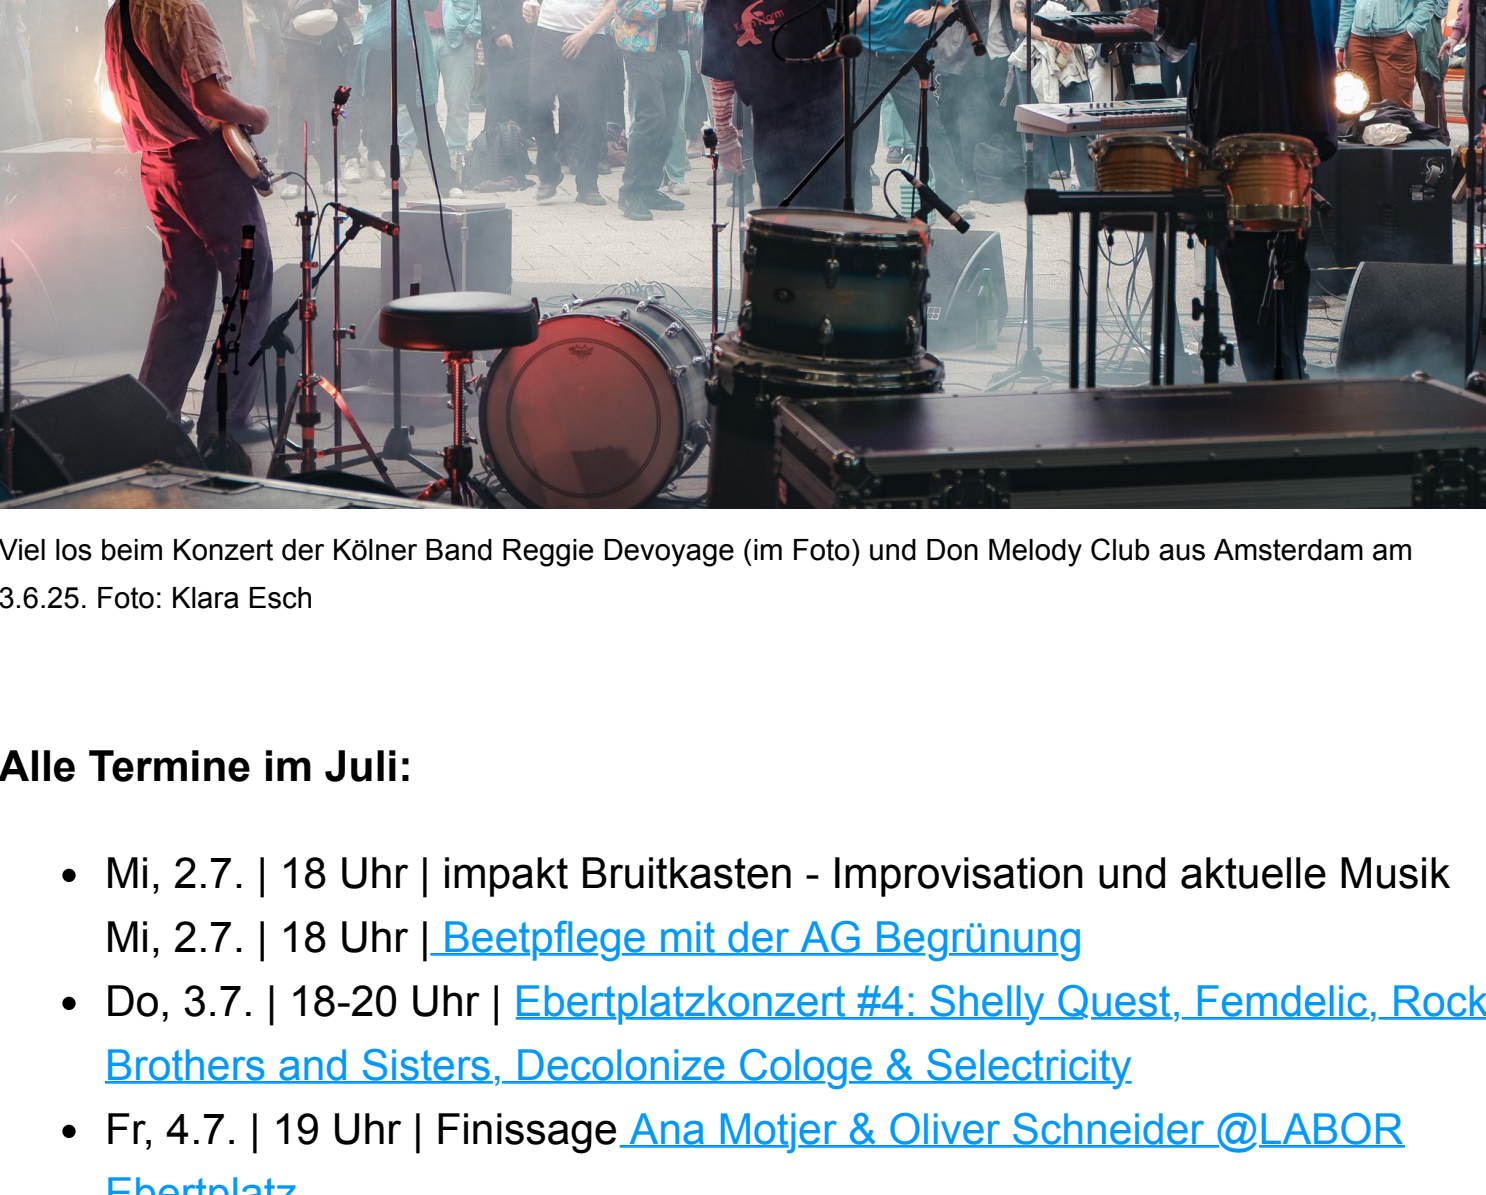 Viel los beim Konzert der Kölner Band Reggie Devoyage (im Foto) und Don Melody Club aus Amsterdam am
3.6.25. Foto: Klara Esch
Alle Termine im Juli:
• Mi, 2.7. | 18 Uhr | impakt Bruitkasten - Improvisation und aktuelle Musik
Mi, 2.7. | 18 Uhr | Beetpflege mit der AG Begrünung
• Do, 3.7. | 18-20 Uhr | Ebertplatzkonzert #4: Shelly Quest, Femdelic, Rock
Brothers and Sisters, Decolonize Cologe & Selectricity
• Fr, 4.7. | 19 Uhr | Finissage Ana Motjer & Oliver Schneider @LABOR
Ebertplatz